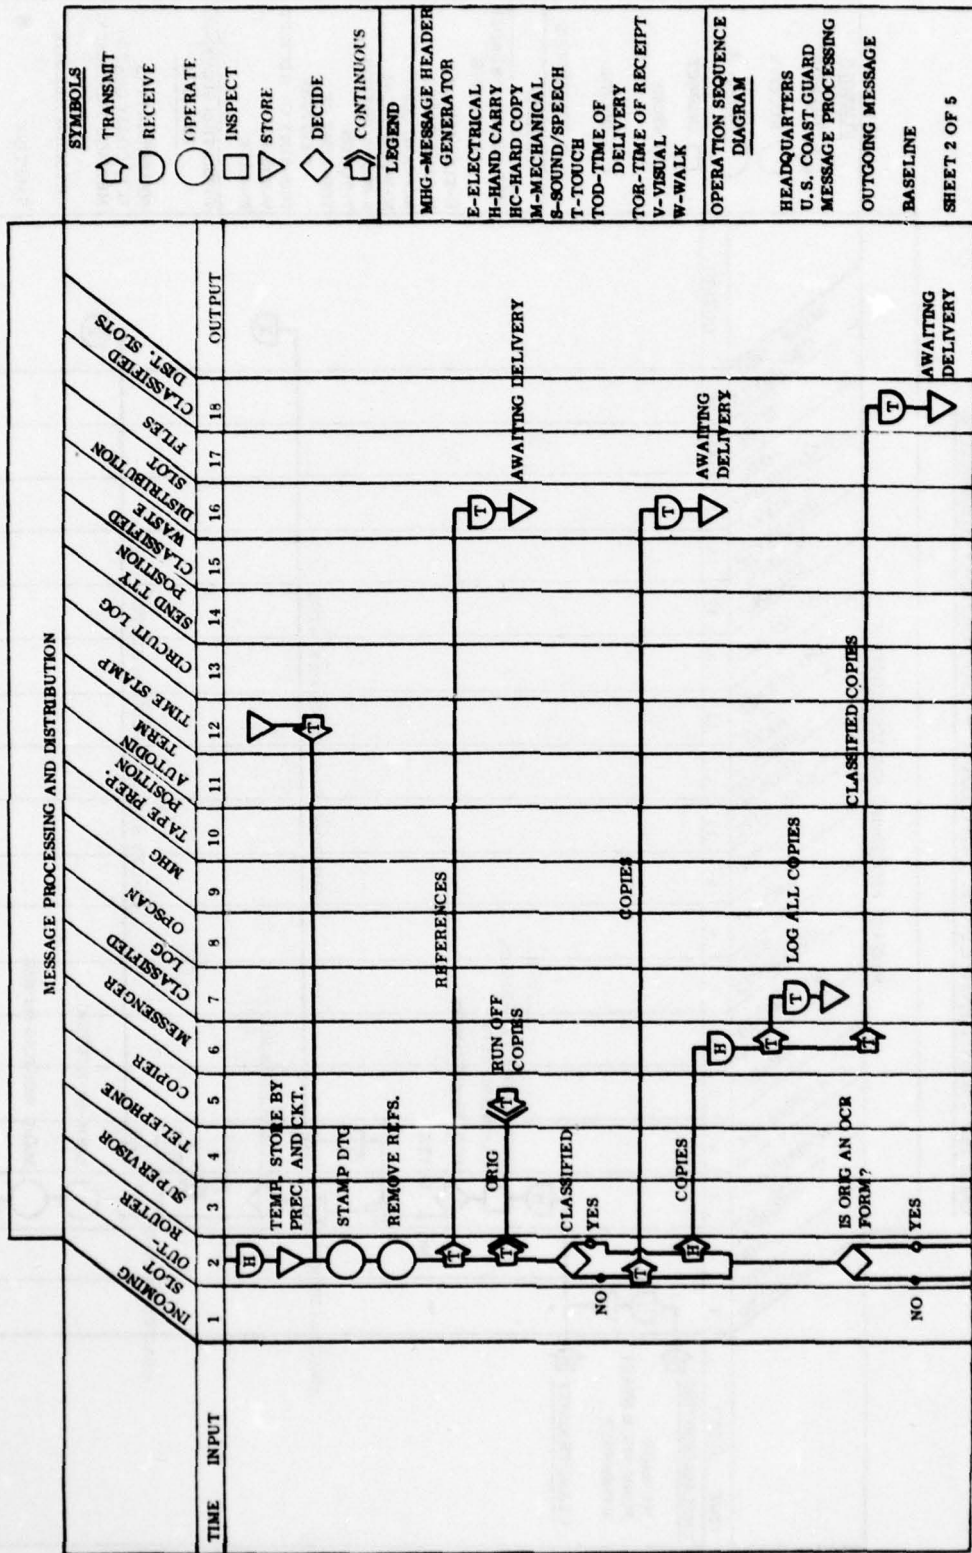 MESSAGE PROCESSING AND DISTRIBUTION
TIME
INPUT
INCOMING
SLOT
OUT-
ROUTER
SUPERVISOR
TELEPHONE
COPIER
MESSENGER
CLASSIFIED
LOG
OPSCAN
MHG
TAPE PREP.
POSITION
AUTODIN
TERM
TIME STAMP
CIRCUIT LOG
SEND TTY
POSITION
CLASSIFIED
WASTE
DISTRIBUTION
SLOT
FILES
CLASSIFIED
DIST. SLOTS
1
2
3
4
5
6
7
8
9
10
11
12
13
14
15
16
17
18
OUTPUT
H
TEMP. STORE BY
PREC. AND CKT.
T
STAMP DTG
REMOVE REFS.
T
REFERENCES
T
AWAITING DELIVERY
T
ORIG
T
RUN OFF
COPIES
CLASSIFIED
NO
YES
T
COPIES
T
AWAITING
DELIVERY
H
COPIES
H
T
T
LOG ALL COPIES
T
CLASSIFIED COPIES
T
AWAITING
DELIVERY
IS ORIG AN OCR
FORM?
NO
YES
SYMBOLS
TRANSMIT
RECEIVE
OPERATE
INSPECT
STORE
DECIDE
CONTINUOUS
LEGEND
MHG-MESSAGE HEADER
GENERATOR
E-ELECTRICAL
H-HAND CARRY
HC-HARD COPY
M-MECHANICAL
S-SOUND/SPEECH
T-TOUCH
TOD-TIME OF
DELIVERY
TOR-TIME OF RECEIPT
V-VISUAL
W-WALK
OPERATION SEQUENCE
DIAGRAM
HEADQUARTERS
U.S. COAST GUARD
MESSAGE PROCESSING
OUTGOING MESSAGE
BASELINE
SHEET 2 OF 5